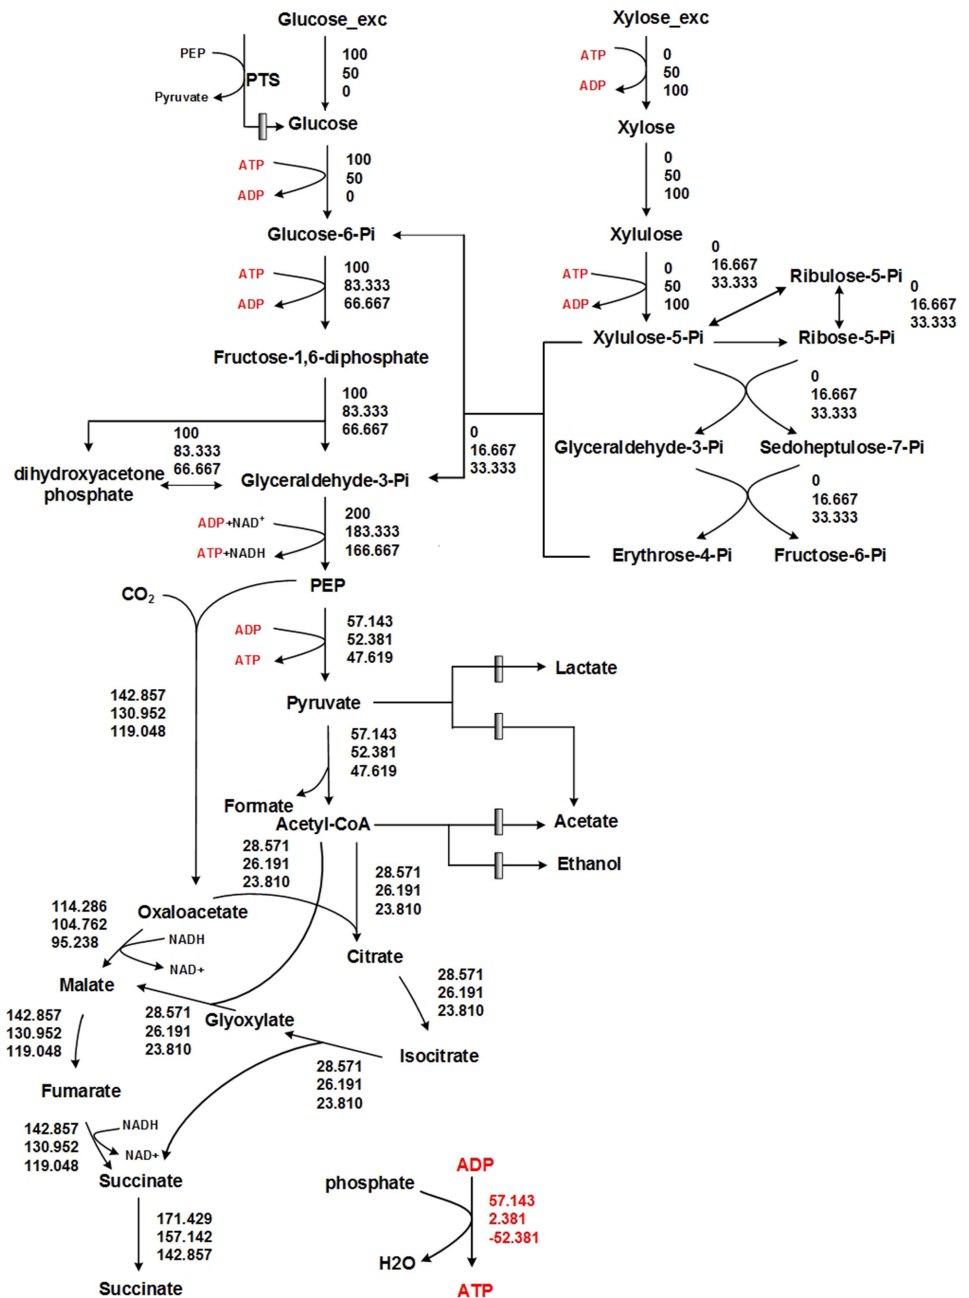 Glucose_exc
Xylose_exc
PEP
PTS
Pyruvate
100
50
0
ATP
ADP
0
50
100
Glucose
Xylose
ATP
ADP
100
50
0
0
50
100
Glucose-6-Pi
Xylulose
ATP
ADP
100
83.333
66.667
ATP
ADP
0
50
100
0
16.667
33.333
Ribulose-5-Pi
0
16.667
33.333
Fructose-1,6-diphosphate
Xylulose-5-Pi
Ribose-5-Pi
100
83.333
66.667
0
16.667
33.333
100
83.333
66.667
0
16.667
33.333
Glyceraldehyde-3-Pi
Sedoheptulose-7-Pi
dihydroxyacetone
phosphate
Glyceraldehyde-3-Pi
0
16.667
33.333
ADP+NAD+
ATP+NADH
200
183.333
166.667
Erythrose-4-Pi
Fructose-6-Pi
CO2
PEP
ADP
ATP
57.143
52.381
47.619
Lactate
142.857
130.952
119.048
Pyruvate
57.143
52.381
47.619
Formate
Acetyl-CoA
Acetate
Ethanol
28.571
26.191
23.810
28.571
26.191
23.810
114.286
104.762
95.238
Oxaloacetate
NADH
NAD+
Citrate
Malate
28.571
26.191
23.810
142.857
130.952
119.048
28.571
26.191
23.810
Glyoxylate
Isocitrate
28.571
26.191
23.810
Fumarate
142.857
130.952
119.048
NADH
NAD+
Succinate
171.429
157.142
142.857
Succinate
ADP
phosphate
57.143
2.381
-52.381
H2O
ATP